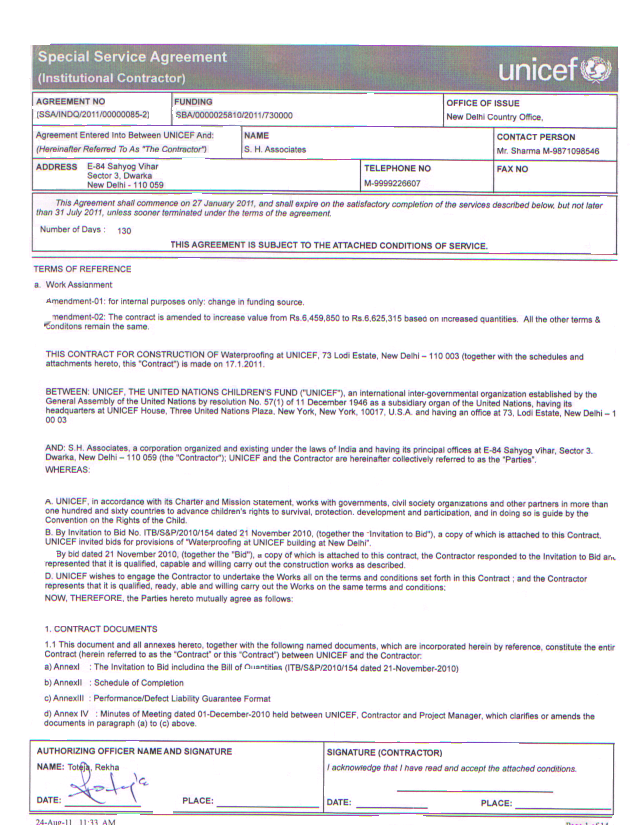 Special Service Agreement
(Institutional Contractor)
unicef
AGREEMENT NO
(SSA/INDQ/2011/00000085-2)
FUNDING
SBA/0000025810/2011/730000
OFFICE OF ISSUE
New Delhi Country Office,
Agreement Entered Into Between UNICEF And:
(Hereinafter Referred To As "The Contractor")
NAME
S. H. Associates
CONTACT PERSON
Mr. Sharma M-9871098546
ADDRESS E-84 Sahyog Vihar
Sector 3, Dwarka
New Delhi - 110 059
TELEPHONE NO
M-9999226607
FAX NO
This Agreement shall commence on 27 January 2011, and shall expire on the satisfactory completion of the services described below, but not later
than 31 July 2011, unless sooner terminated under the terms of the agreement.
Number of Days : 130
THIS AGREEMENT IS SUBJECT TO THE ATTACHED CONDITIONS OF SERVICE.
TERMS OF REFERENCE
a. Work Assignment
Amendment-01: for internal purposes only: change in funding source.
mendment-02: The contract is amended to increase value from Rs.6,459,850 to Rs.6,625,315 based on increased quantities. All the other terms &
Conditons remain the same.
THIS CONTRACT FOR CONSTRUCTION OF Waterproofing at UNICEF, 73 Lodi Estate, New Delhi – 110 003 (together with the schedules and
attachments hereto, this "Contract") is made on 17.1.2011.
BETWEEN: UNICEF, THE UNITED NATIONS CHILDREN'S FUND ("UNICEF"), an international inter-governmental organization established by the
General Assembly of the United Nations by resolution No. 57(1) of 11 December 1946 as a subsidiary organ of the United Nations, having its
headquarters at UNICEF House, Three United Nations Plaza, New York, New York, 10017, U.S.A. and having an office at 73, Lodi Estate, New Delhi – 1
00 03
AND: S.H. Associates, a corporation organized and existing under the laws of India and having its principal offices at E-84 Sahyog vihar, Sector 3.
Dwarka, New Delhi – 110 059 (the "Contractor"); UNICEF and the Contractor are hereinafter collectively referred to as the "Parties".
WHEREAS:
A. UNICEF, in accordance with its Charter and Mission Statement, works with governments, civil society organizations and other partners in more than
one hundred and sixty countries to advance children's rights to survival, protection. development and participation, and in doing so is guide by the
Convention on the Rights of the Child.
B. By Invitation to Bid No. ITB/S&P/2010/154 dated 21 November 2010, (together the "Invitation to Bid"), a copy of which is attached to this Contract,
UNICEF invited bids for provisions of "Waterproofing at UNICEF building at New Delhi".
By bid dated 21 November 2010, (together the "Bid"), a copy of which is attached to this contract, the Contractor responded to the Invitation to Bid and
represented that it is qualified, capable and willing carry out the construction works as described.
D. UNICEF wishes to engage the Contractor to undertake the Works all on the terms and conditions set forth in this Contract ; and the Contractor
represents that it is qualified, ready, able and willing carry out the Works on the same terms and conditions;
NOW, THEREFORE, the Parties hereto mutually agree as follows:
1. CONTRACT DOCUMENTS
1.1 This document and all annexes hereto, together with the following named documents, which are incorporated herein by reference, constitute the entir
Contract (herein referred to as the "Contract" or this "Contract") between UNICEF and the Contractor:
a) AnnexI : The Invitation to Bid including the Bill of Quantities (ITB/S&P/2010/154 dated 21-November-2010)
b) AnnexII : Schedule of Completion
c) AnnexIII : Performance/Defect Liability Guarantee Format
d) Annex IV : Minutes of Meeting dated 01-December-2010 held between UNICEF, Contractor and Project Manager, which clarifies or amends the
documents in paragraph (a) to (c) above.
AUTHORIZING OFFICER NAME AND SIGNATURE
NAME: Toteja, Rekha
DATE:
PLACE:
SIGNATURE (CONTRACTOR)
I acknowledge that I have read and accept the attached conditions.
DATE:
PLACE:
24-Aug-11 11:33 AM
Page 1 of 14